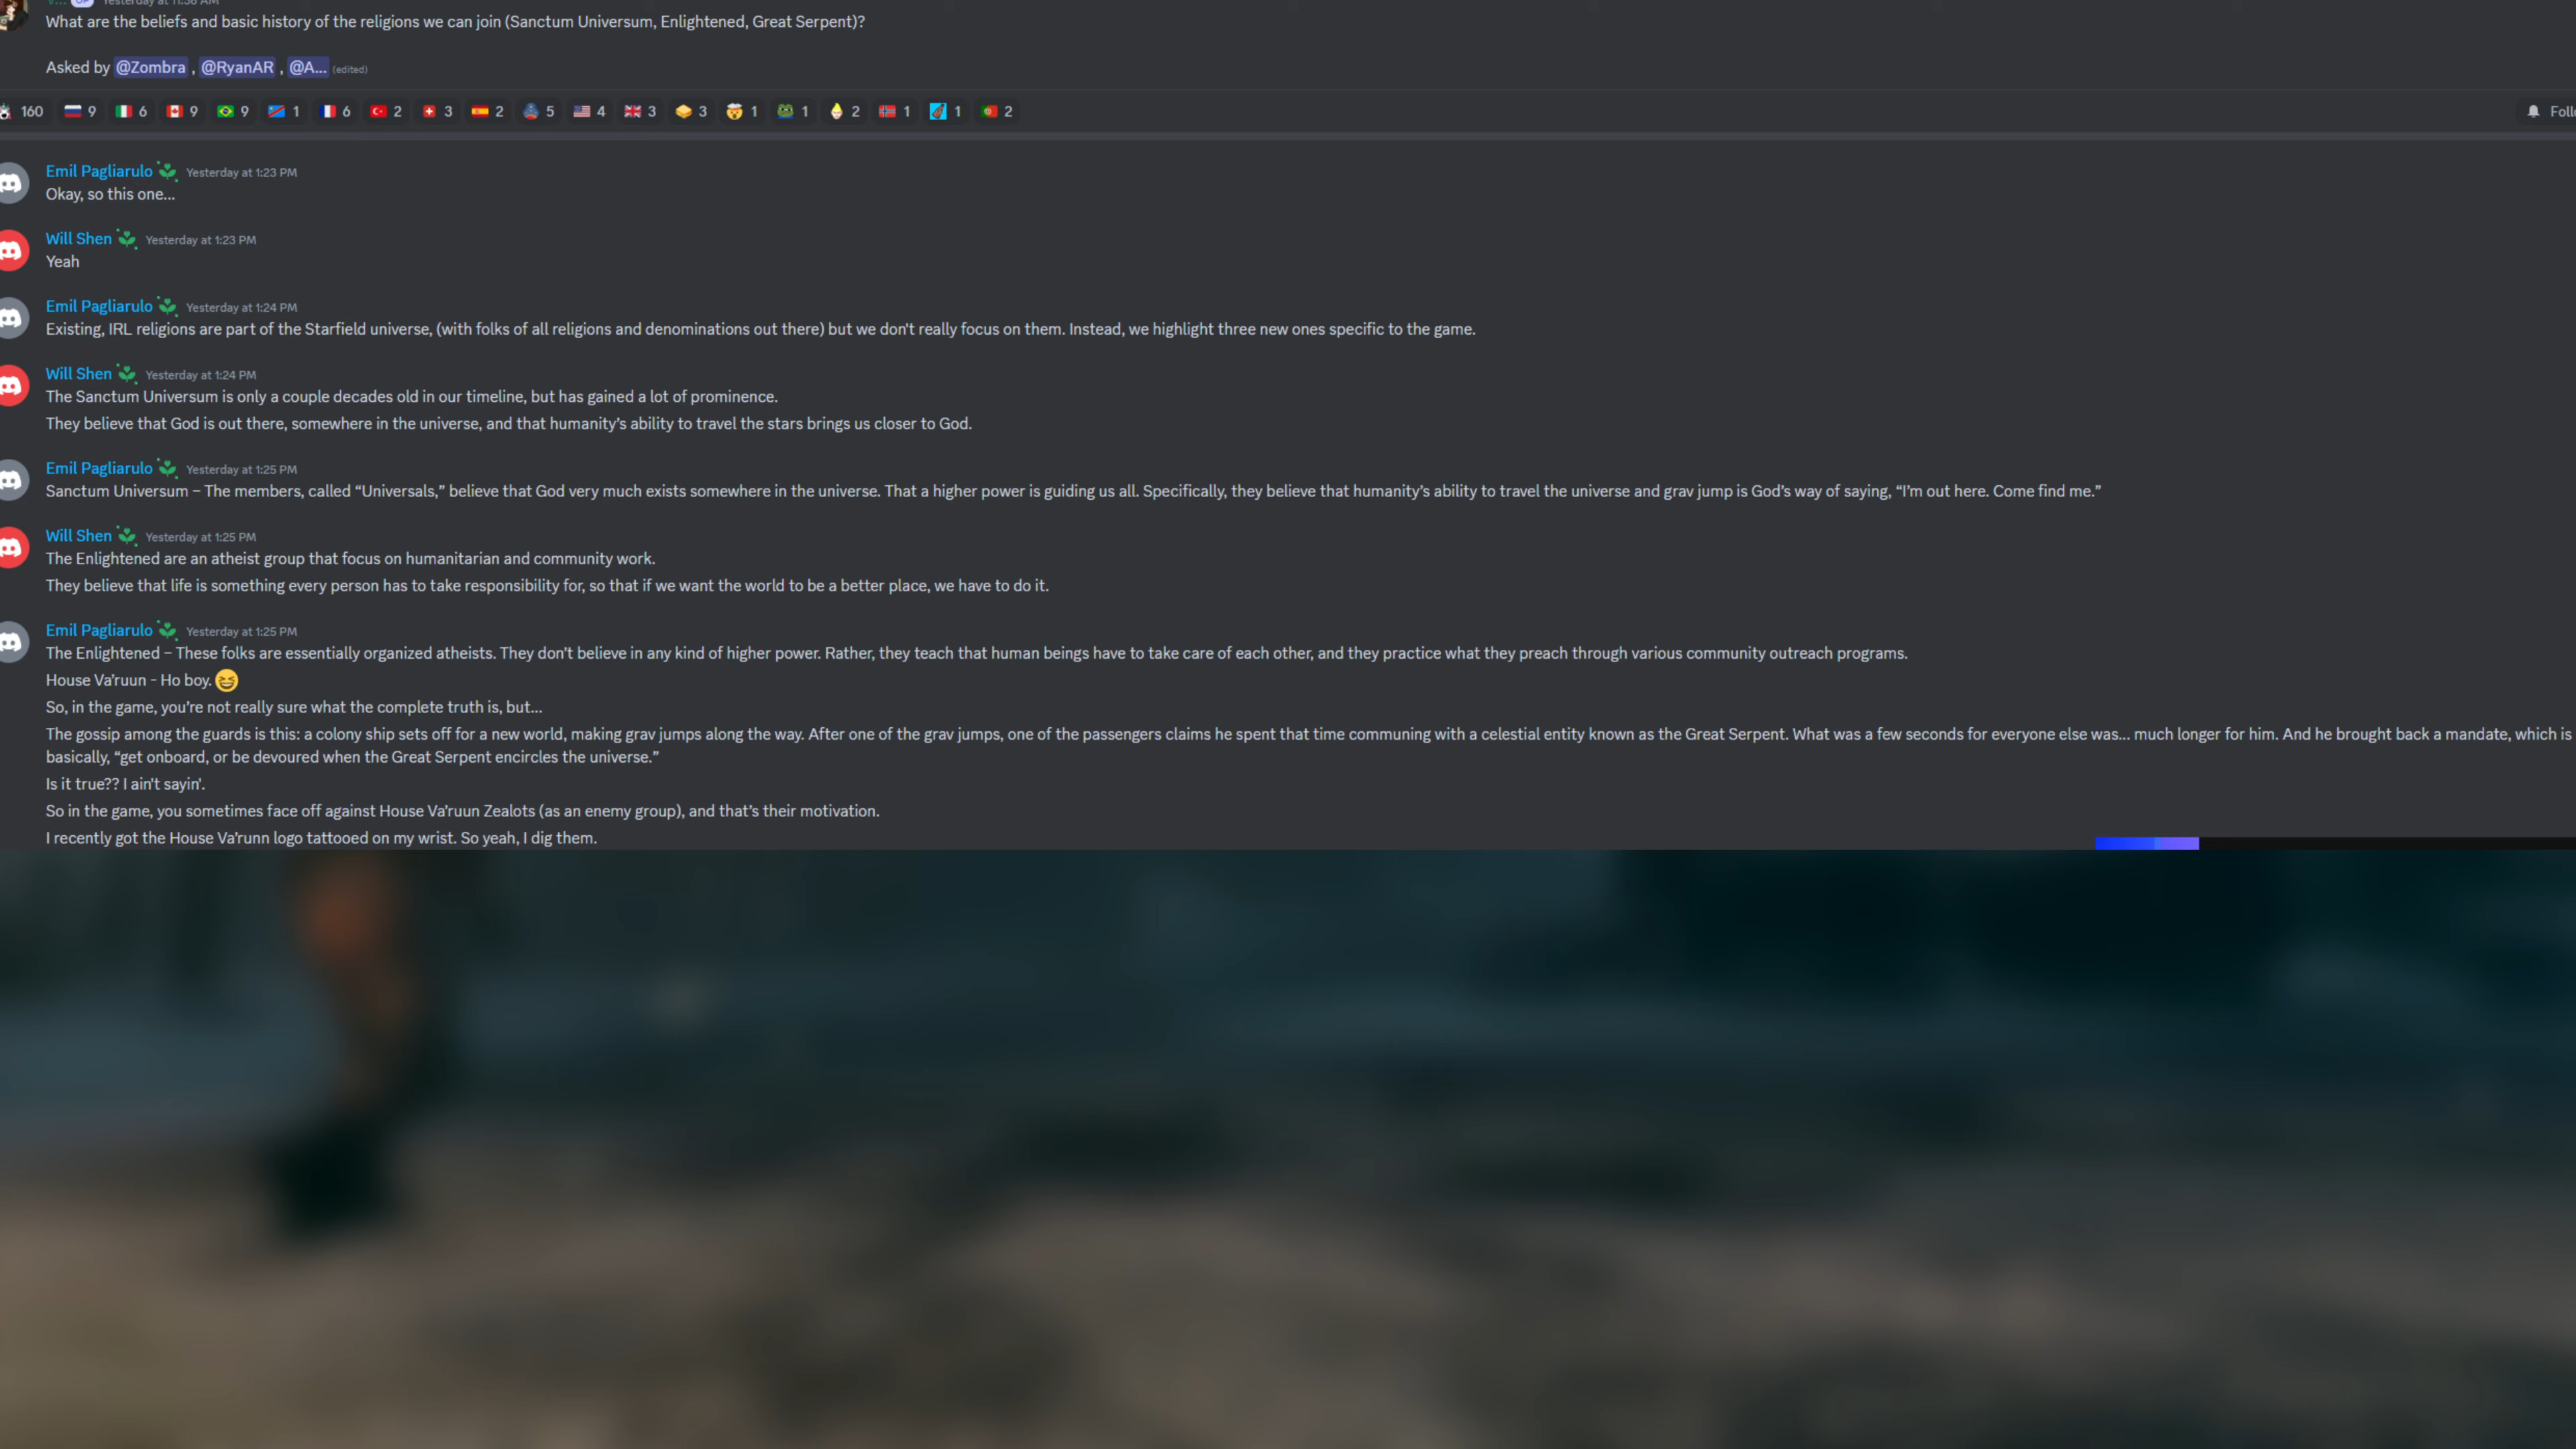 Yesterday at 11:36 AM
What are the beliefs and basic history of the religions we can join (Sanctum Universum, Enlightened, Great Serpent)?
Asked by @Zombra , @RyanAR , @A... (edited)
160 9 6 9 9 1 6 2 3 2 5 4 3 3 1 1 2 1 1 2
Emil Pagliarulo Yesterday at 1:23 PM
Okay, so this one...
Will Shen Yesterday at 1:23 PM
Yeah
Emil Pagliarulo Yesterday at 1:24 PM
Existing, IRL religions are part of the Starfield universe, (with folks of all religions and denominations out there) but we don't really focus on them. Instead, we highlight three new ones specific to the game.
Will Shen Yesterday at 1:24 PM
The Sanctum Universum is only a couple decades old in our timeline, but has gained a lot of prominence.
They believe that God is out there, somewhere in the universe, and that humanity’s ability to travel the stars brings us closer to God.
Emil Pagliarulo Yesterday at 1:25 PM
Sanctum Universum – The members, called “Universals,” believe that God very much exists somewhere in the universe. That a higher power is guiding us all. Specifically, they believe that humanity’s ability to travel the universe and grav jump is God’s way of saying, “I’m out here. Come find me.”
Will Shen Yesterday at 1:25 PM
The Enlightened are an atheist group that focus on humanitarian and community work.
They believe that life is something every person has to take responsibility for, so that if we want the world to be a better place, we have to do it.
Emil Pagliarulo Yesterday at 1:25 PM
The Enlightened – These folks are essentially organized atheists. They don’t believe in any kind of higher power. Rather, they teach that human beings have to take care of each other, and they practice what they preach through various community outreach programs.
House Va’ruun - Ho boy.
So, in the game, you’re not really sure what the complete truth is, but...
The gossip among the guards is this: a colony ship sets off for a new world, making grav jumps along the way. After one of the grav jumps, one of the passengers claims he spent that time communing with a celestial entity known as the Great Serpent. What was a few seconds for everyone else was... much longer for him. And he brought back a mandate, which is
basically, “get onboard, or be devoured when the Great Serpent encircles the universe.”
Is it true?? I ain't sayin'.
So in the game, you sometimes face off against House Va’ruun Zealots (as an enemy group), and that’s their motivation.
I recently got the House Va’runn logo tattooed on my wrist. So yeah, I dig them.